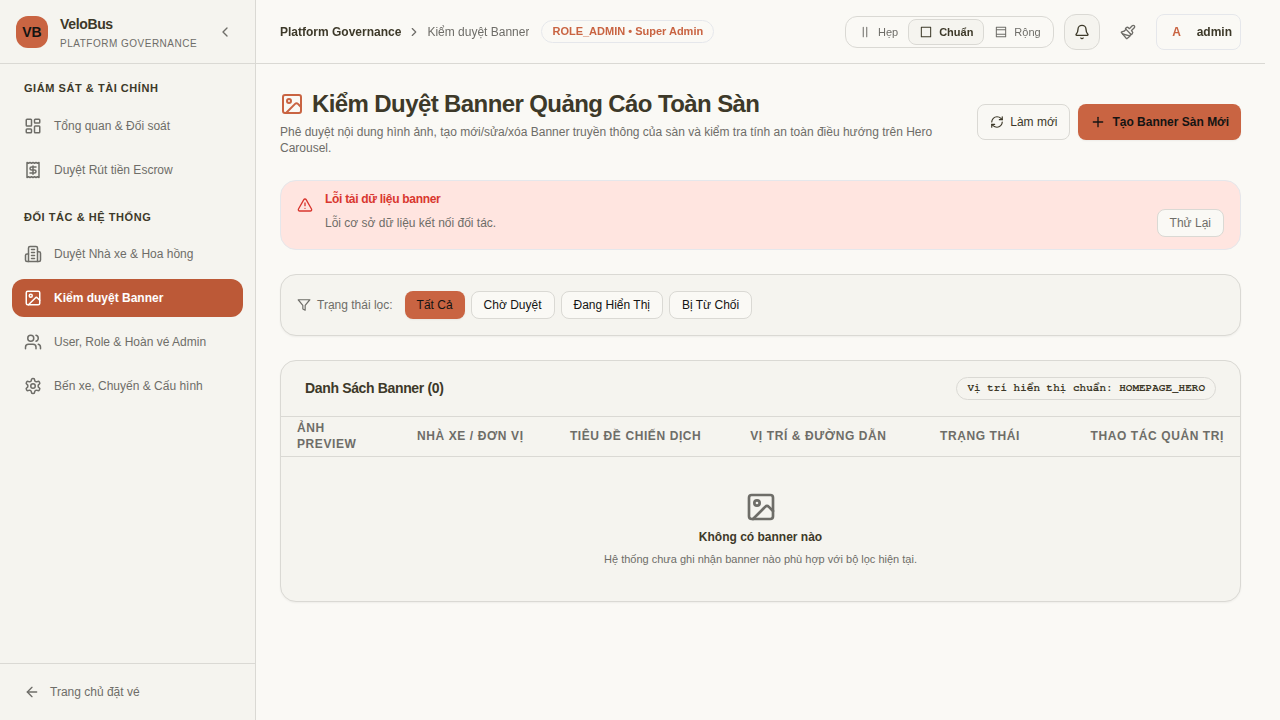 VB
VeloBus
PLATFORM GOVERNANCE
GIÁM SÁT & TÀI CHÍNH
Tổng quan & Đối soát
Duyệt Rút tiền Escrow
ĐỐI TÁC & HỆ THỐNG
Duyệt Nhà xe & Hoa hồng
Kiểm duyệt Banner
User, Role & Hoàn vé Admin
Bến xe, Chuyến & Cấu hình
Trang chủ đặt vé
Platform Governance
Kiểm duyệt Banner
ROLE_ADMIN • Super Admin
Hẹp
Chuẩn
Rộng
A
admin
Kiểm Duyệt Banner Quảng Cáo Toàn Sàn
Phê duyệt nội dung hình ảnh, tạo mới/sửa/xóa Banner truyền thông của sàn và kiểm tra tính an toàn điều hướng trên Hero
Carousel.
Làm mới
Tạo Banner Sàn Mới
Lỗi tải dữ liệu banner
Lỗi cơ sở dữ liệu kết nối đối tác.
Thử Lại
Trạng thái lọc:
Tất Cả
Chờ Duyệt
Đang Hiển Thị
Bị Từ Chối
Danh Sách Banner (0)
Vị trí hiển thị chuẩn: HOMEPAGE_HERO
ẢNH
PREVIEW
NHÀ XE / ĐƠN VỊ
TIÊU ĐỀ CHIẾN DỊCH
VỊ TRÍ & ĐƯỜNG DẪN
TRẠNG THÁI
THAO TÁC QUẢN TRỊ
Không có banner nào
Hệ thống chưa ghi nhận banner nào phù hợp với bộ lọc hiện tại.